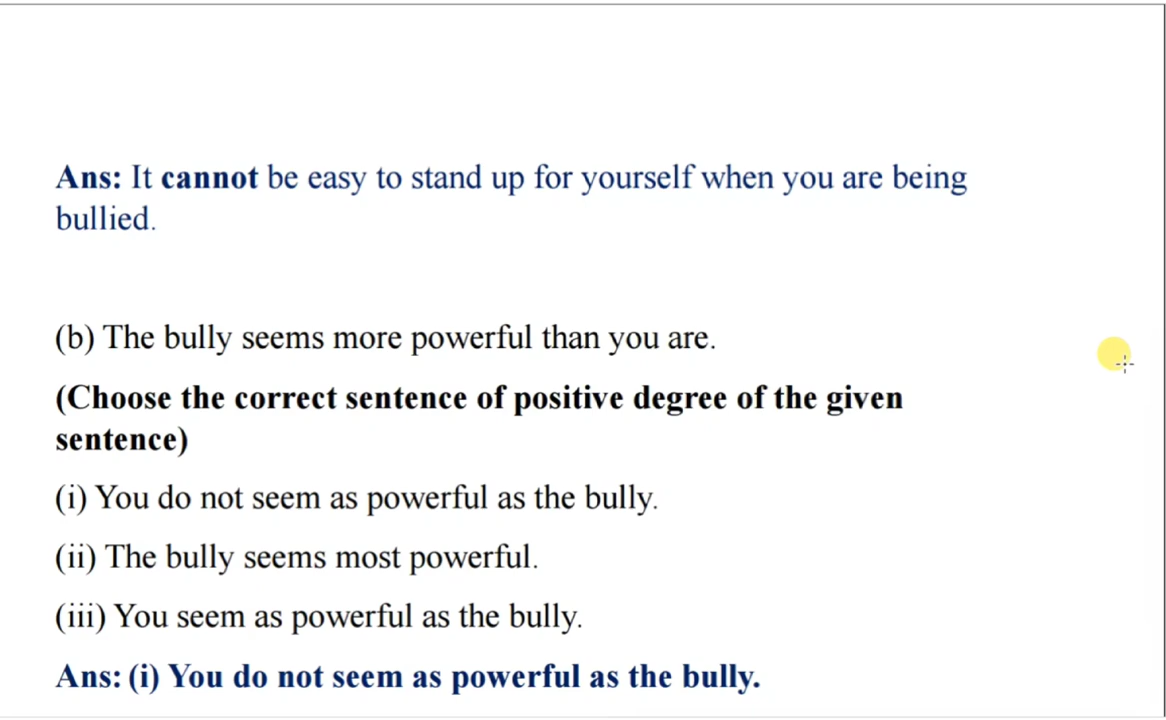 Ans: It cannot be easy to stand up for yourself when you are being
bullied.
(b) The bully seems more powerful than you are.
(Choose the correct sentence of positive degree of the given
sentence)
(i) You do not seem as powerful as the bully.
(ii) The bully seems most powerful.
(iii) You seem as powerful as the bully.
Ans: (i) You do not seem as powerful as the bully.